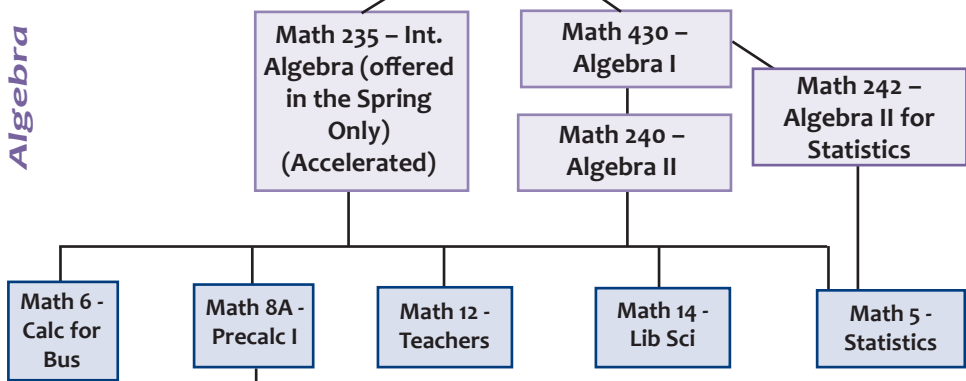 Algebra
Math 235 – Int.
Algebra (offered
in the Spring
Only)
(Accelerated)
Math 430 –
Algebra I
Math 240 –
Algebra II
Math 242 –
Algebra II for
Statistics
Math 6 -
Calc for
Bus
Math 8A -
Precalc I
Math 12 -
Teachers
Math 14 -
Lib Sci
Math 5 -
Statistics